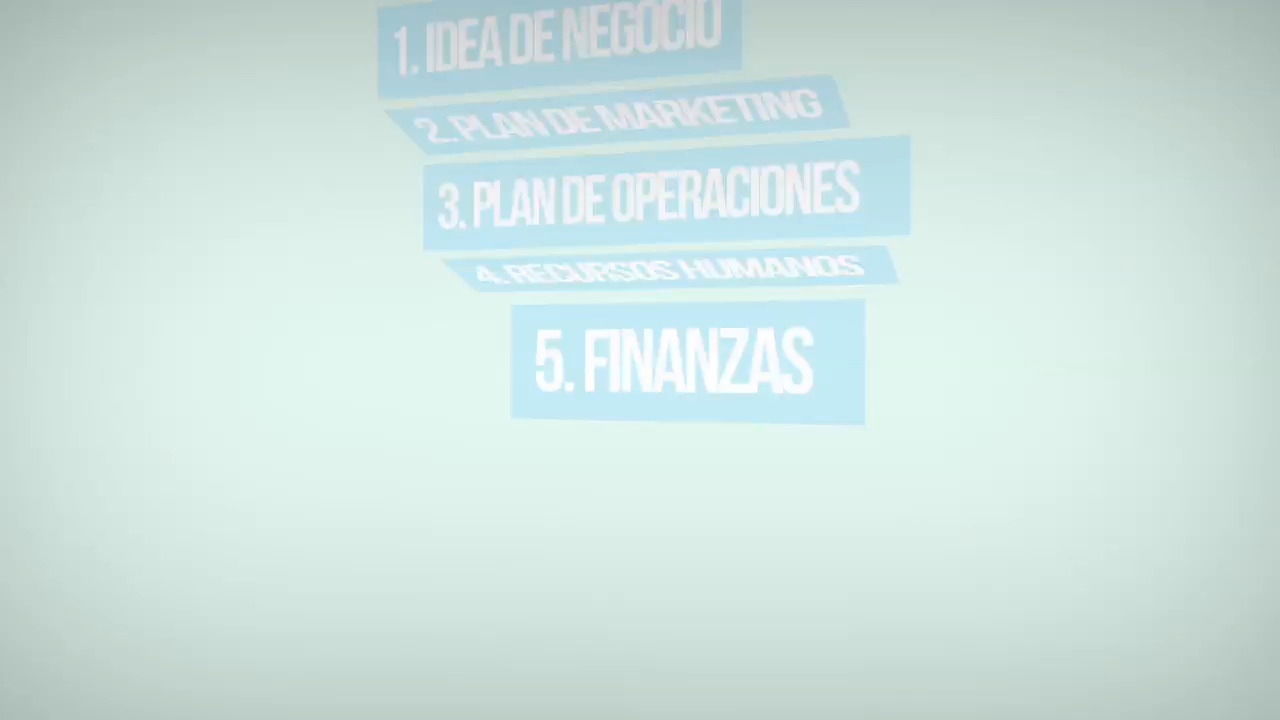 1. IDEA DE NEGOCIO
2. PLAN DE MARKETING
3. PLAN DE OPERACIONES
4. RECURSOS HUMANOS
5. FINANZAS